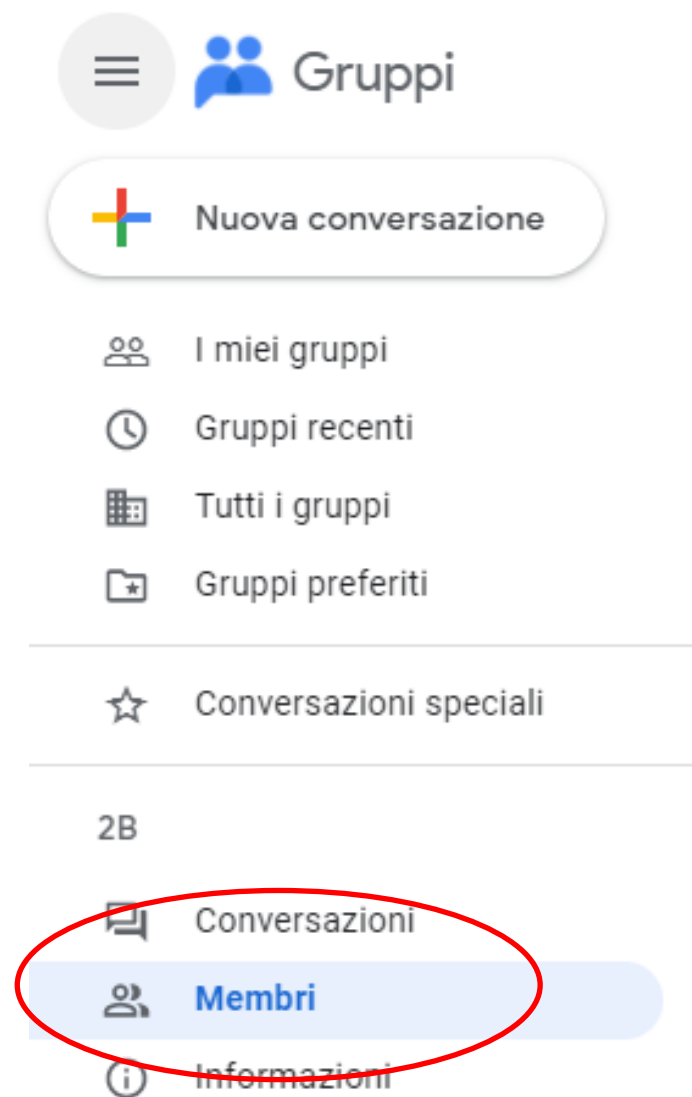 Gruppi
Nuova conversazione
I miei gruppi
Gruppi recenti
Tutti i gruppi
Gruppi preferiti
Conversazioni speciali
2B
Conversazioni
Membri
Informazioni